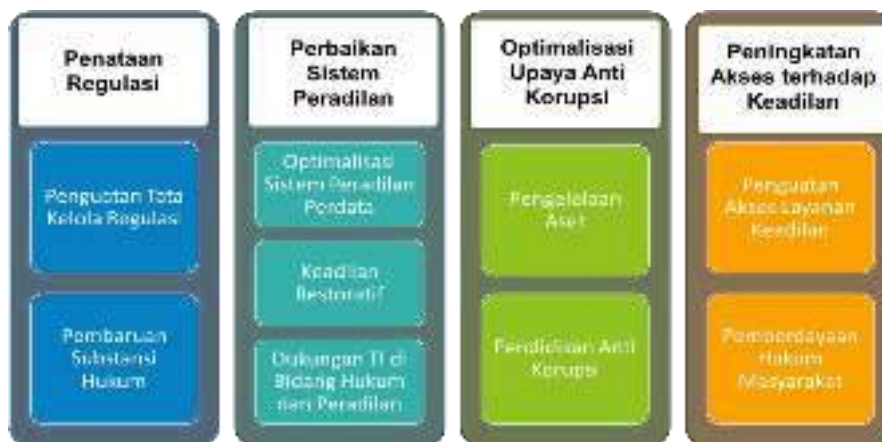 Penataan
Regulasi
Penguatan Tata
Kelola Regulasi
Pembaruan
Substansi
Hukum
Perbaikan
Sistem
Peradilan
Optimalisasi
Sistem Peradilan
Perdata
Keadilan
Restoratif
Dukungan TI di
Bidang Hukum
dan Peradilan
Optimalisasi
Upaya Anti
Korupsi
Pengelolaan
Aset
Pendidikan Anti
Korupsi
Peningkatan
Akses terhadap
Keadilan
Penguatan
Akses Layanan
Keadilan
Pemberdayaan
Hukum
Masyarakat